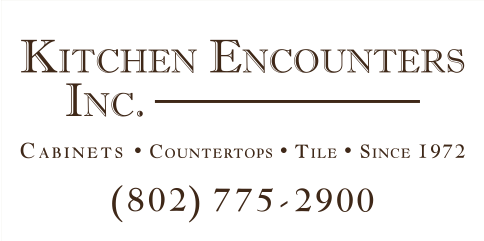 Kitchen Encounters
Inc.
Cabinets • Countertops • Tile • Since 1972
(802) 775-2900